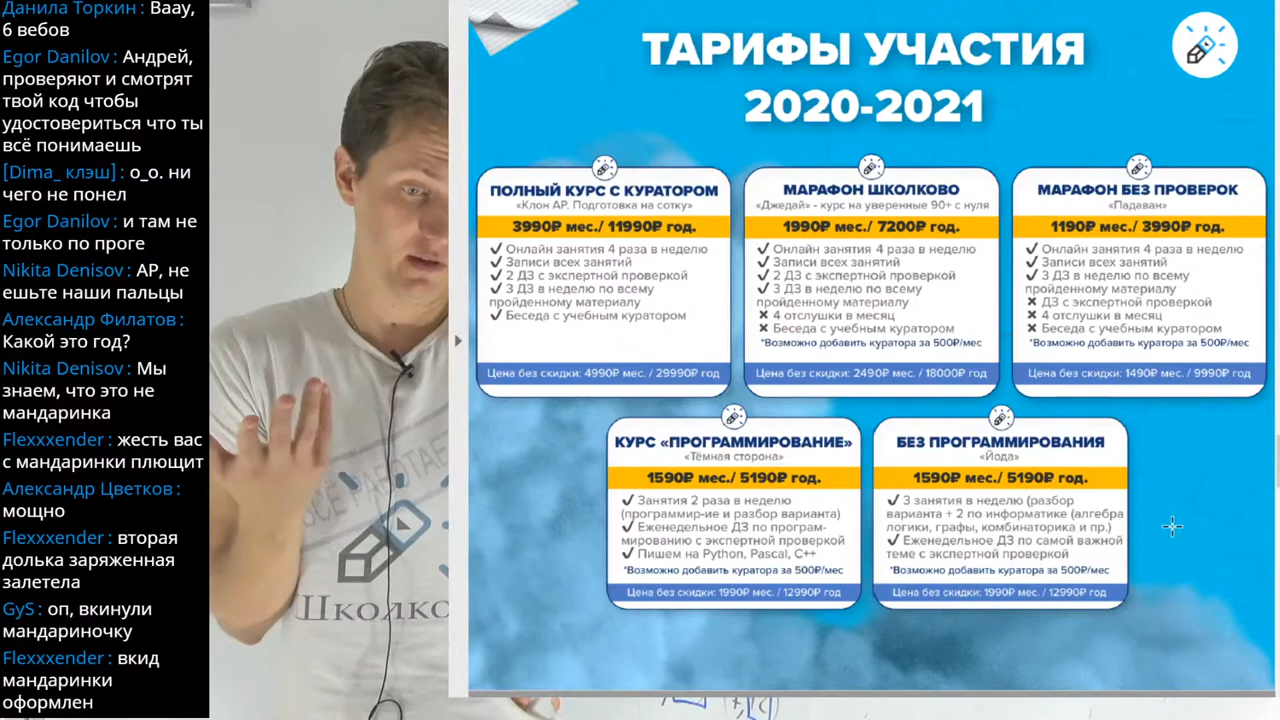 Данила Торкин : Ваау,
6 вебов
Egor Danilov : Андрей,
проверяют и смотрят
твой код чтобы
удостовериться что ты
всё понимаешь
[Dima_ клэш] : о_о. ни
чего не понел
Egor Danilov : и там не
только по проге
Nikita Denisov : АР, не
ешьте наши пальцы
Александр Филатов :
Какой это год?
Nikita Denisov : Мы
знаем, что это не
мандаринка
Flexxxender : жесть вас
с мандаринки плющит
Александр Цветков :
мощно
Flexxxender : вторая
долька заряженная
залетела
GyS : оп, вкинули
мандариночку
Flexxxender : вкид
мандаринки
оформлен
ВСЁ РАБОТАЕТ
Школко
ТАРИФЫ УЧАСТИЯ
2020-2021
ПОЛНЫЙ КУРС С КУРАТОРОМ
«Клон АР. Подготовка на сотку»
3990₽ мес./ 11990₽ год.
✓ Онлайн занятия 4 раза в неделю
✓ Записи всех занятий
✓ 2 ДЗ с экспертной проверкой
✓ 3 ДЗ в неделю по всему
пройденному материалу
✓ Беседа с учебным куратором
Цена без скидки: 4990₽ мес. / 29990₽ год
МАРАФОН ШКОЛКОВО
«Джедай» - курс на уверенные 90+ с нуля
1990₽ мес./ 7200₽ год.
✓ Онлайн занятия 4 раза в неделю
✓ Записи всех занятий
✓ 2 ДЗ с экспертной проверкой
✓ 3 ДЗ в неделю по всему
пройденному материалу
✕ 4 отслушки в месяц
✕ Беседа с учебным куратором
*Возможно добавить куратора за 500₽/мес
Цена без скидки: 2490₽ мес. / 18000₽ год
МАРАФОН БЕЗ ПРОВЕРОК
«Падаван»
1190₽ мес./ 3990₽ год.
✓ Онлайн занятия 4 раза в неделю
✓ Записи всех занятий
✓ 3 ДЗ в неделю по всему
пройденному материалу
✕ ДЗ с экспертной проверкой
✕ 4 отслушки в месяц
✕ Беседа с учебным куратором
*Возможно добавить куратора за 500₽/мес
Цена без скидки: 1490₽ мес. / 9990₽ год
КУРС «ПРОГРАММИРОВАНИЕ»
«Тёмная сторона»
1590₽ мес./ 5190₽ год.
✓ Занятия 2 раза в неделю
(программир-ие и разбор варианта)
✓ Еженедельное ДЗ по програм-
мированию с экспертной проверкой
✓ Пишем на Python, Pascal, C++
*Возможно добавить куратора за 500₽/мес
Цена без скидки: 1990₽ мес. / 12990₽ год
БЕЗ ПРОГРАММИРОВАНИЯ
«Йода»
1590₽ мес./ 5190₽ год.
✓ 3 занятия в неделю (разбор
варианта + 2 по информатике (алгебра
логики, графы, комбинаторика и пр.)
✓ Еженедельное ДЗ по самой важной
теме с экспертной проверкой
*Возможно добавить куратора за 500₽/мес
Цена без скидки: 1990₽ мес. / 12990₽ год